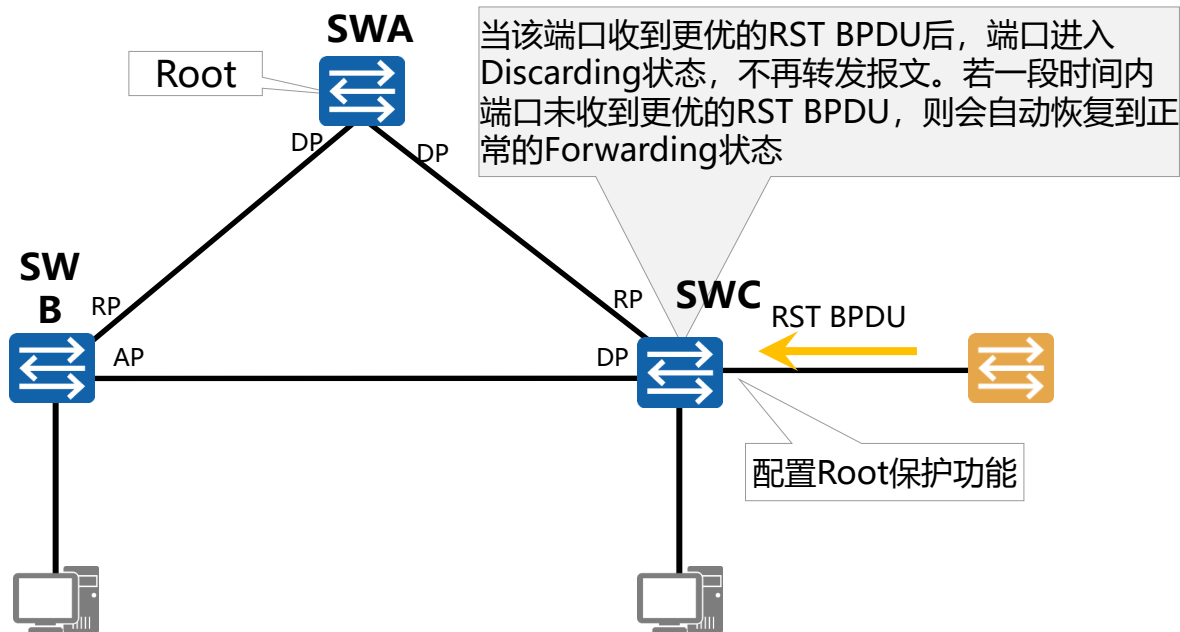 SWA
Root
当该端口收到更优的RST BPDU后，端口进入
Discarding状态，不再转发报文。若一段时间内
端口未收到更优的RST BPDU，则会自动恢复到正
常的Forwarding状态
DP
DP
SW
B
RP
RP
SWC
RST BPDU
AP
DP
配置Root保护功能